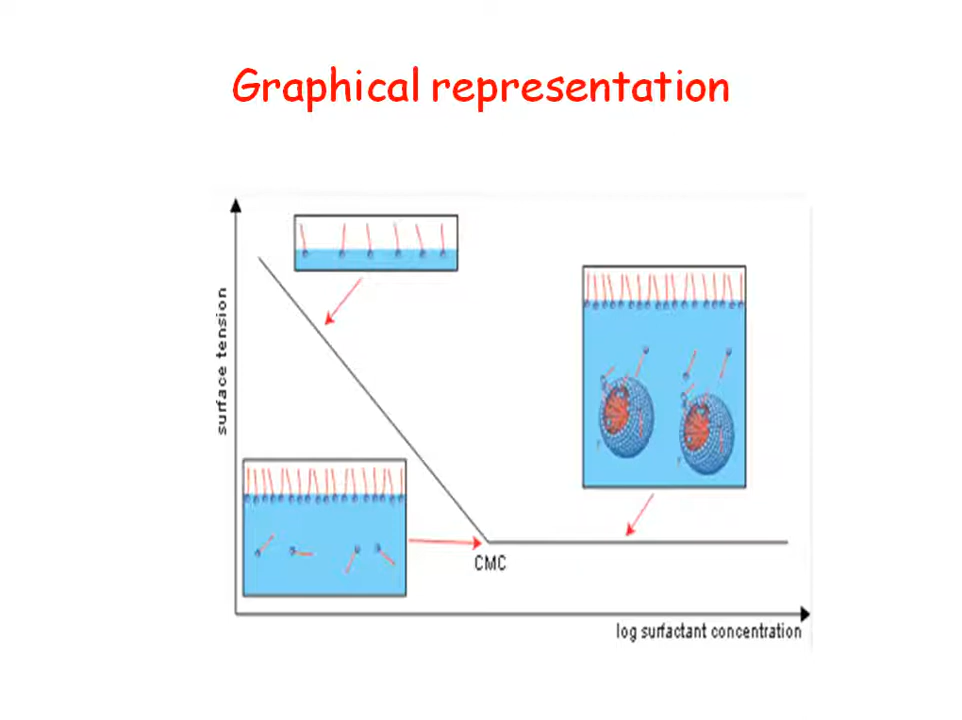 Graphical representation
surface tension
CMC
log surfactant concentration